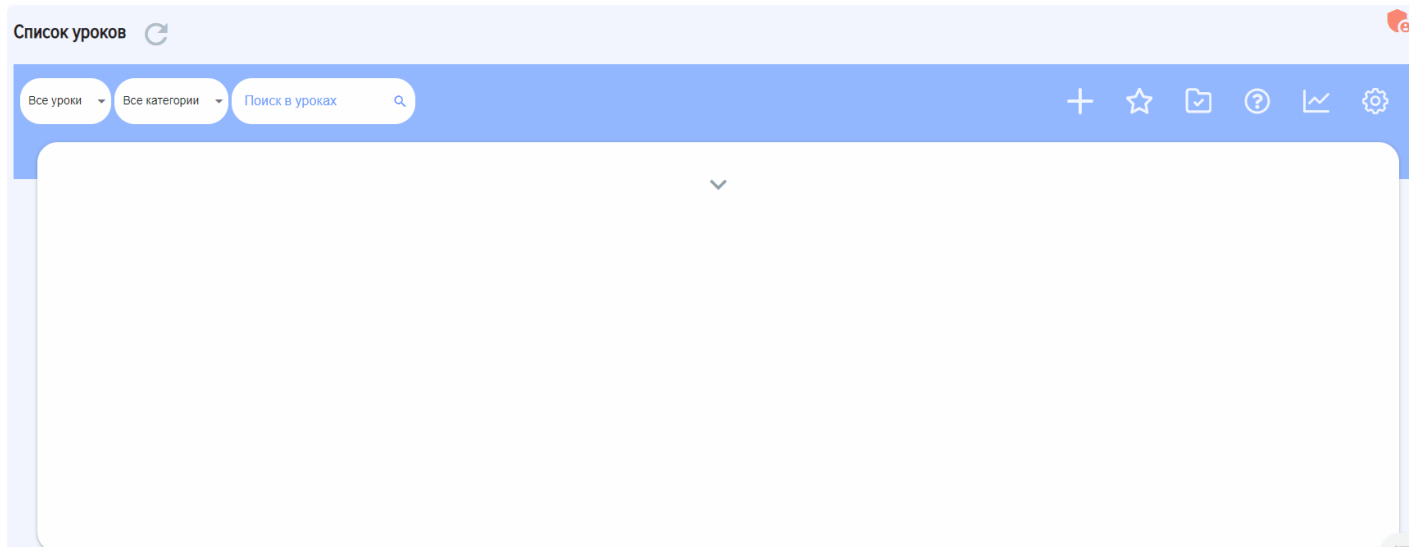 Список уроков
Все уроки
Все категории
Поиск в уроках